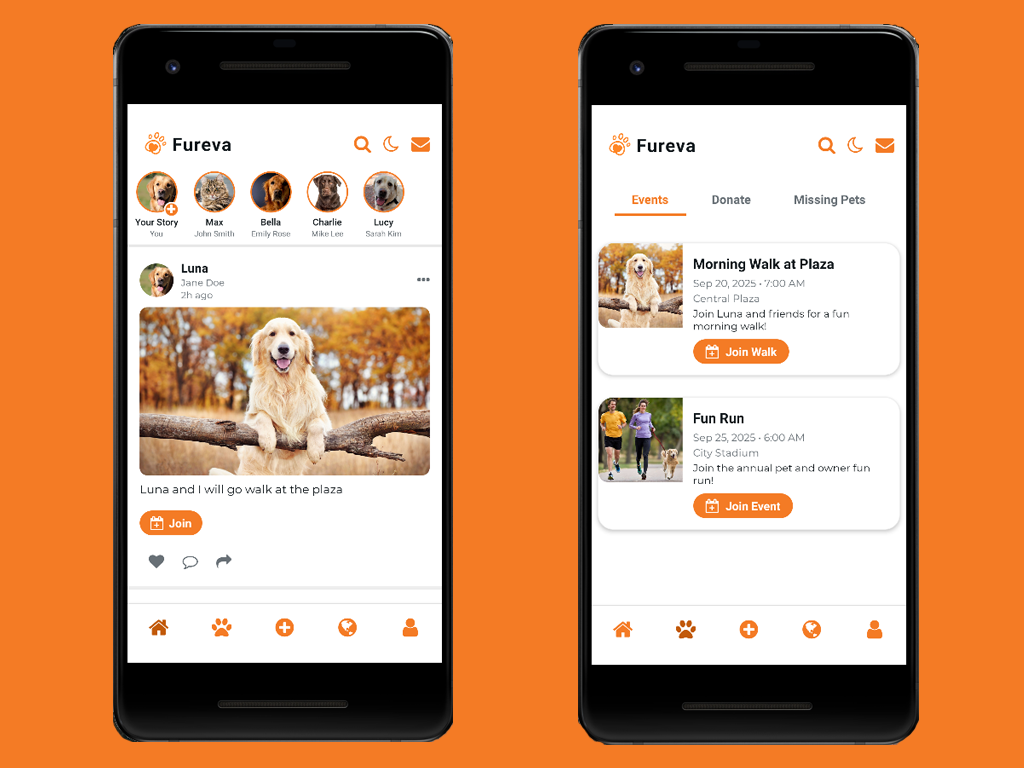 Fureva
Your Story
You
Max
John Smith
Bella
Emily Rose
Charlie
Mike Lee
Lucy
Sarah Kim
Luna
Jane Doe
2h ago
Luna and I will go walk at the plaza
Join
Fureva
Events
Donate
Missing Pets
Morning Walk at Plaza
Sep 20, 2025 • 7:00 AM
Central Plaza
Join Luna and friends for a fun
morning walk!
Join Walk
Fun Run
Sep 25, 2025 • 6:00 AM
City Stadium
Join the annual pet and owner fun
run!
Join Event